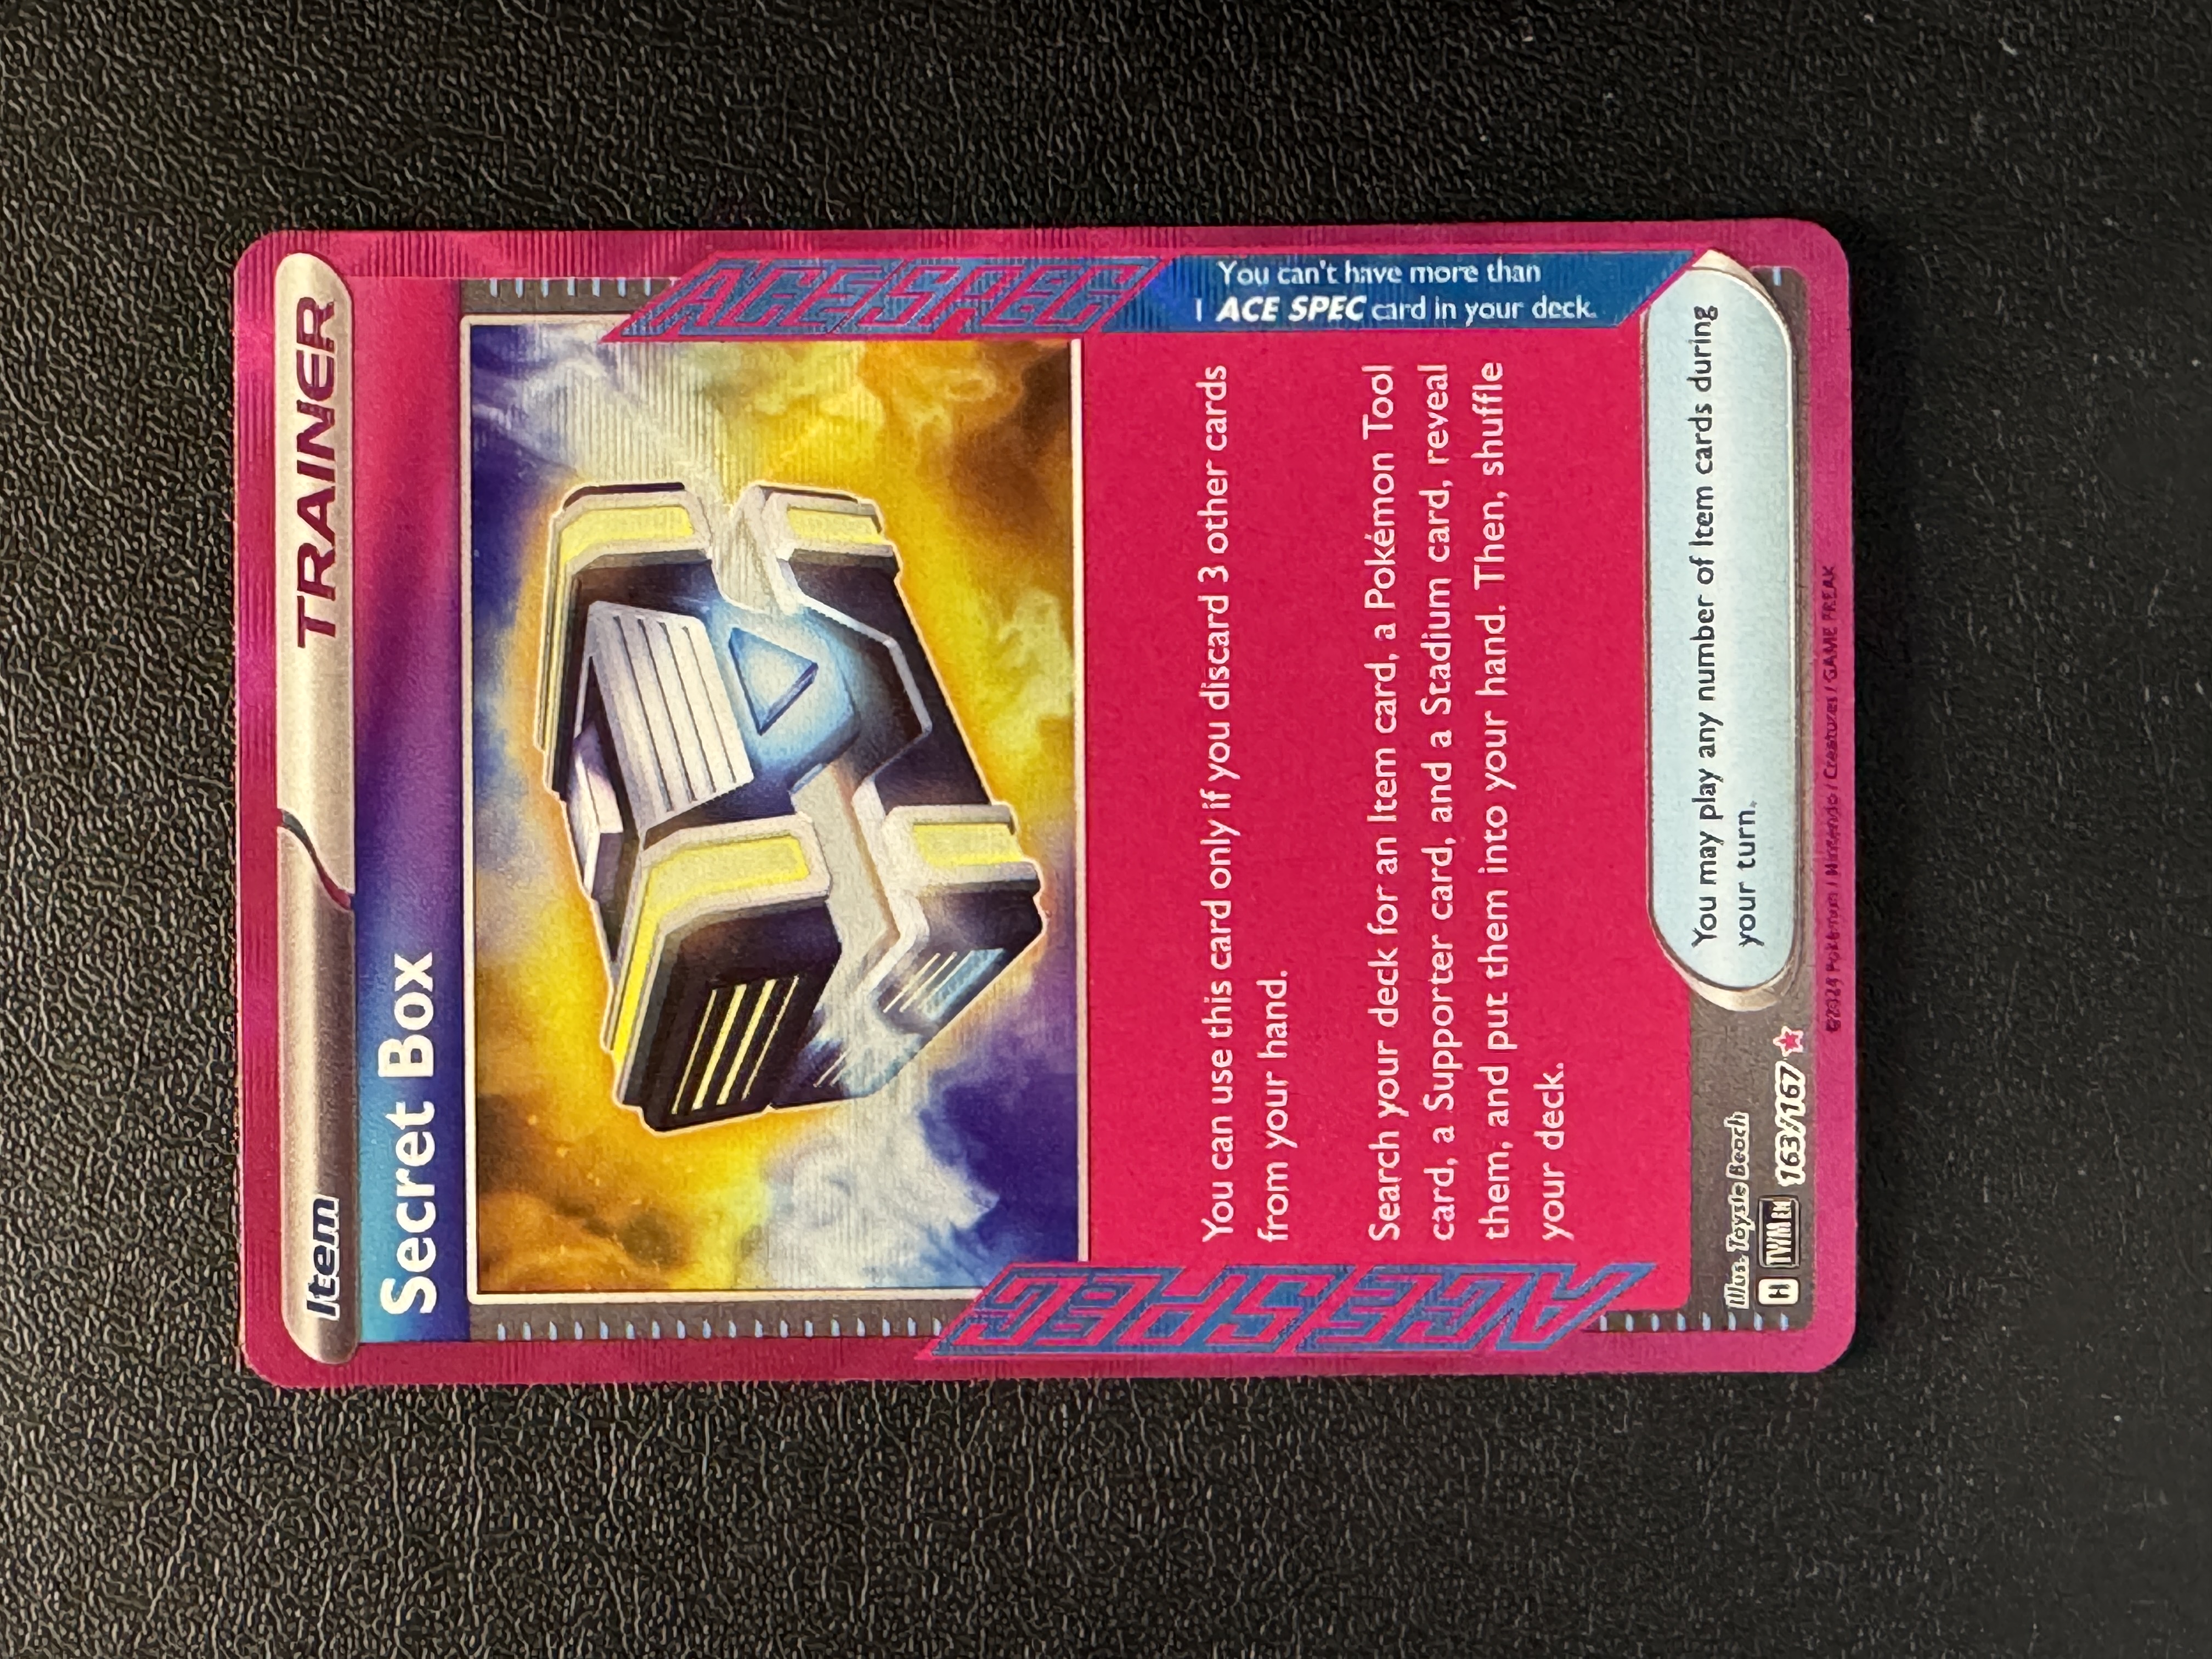 Item
TRAINER
Secret Box
ACE SPEC
You can't have more than
1 ACE SPEC card in your deck.
You can use this card only if you discard 3 other cards
from your hand.
Search your deck for an Item card, a Pokémon Tool
card, a Supporter card, and a Stadium card, reveal
them, and put them into your hand. Then, shuffle
your deck.
ACE SPEC
You may play any number of Item cards during
your turn.
Illus. Toyste Beach
H TWM EN 163/167
©2024 Pokémon / Nintendo / Creatures / GAME FREAK